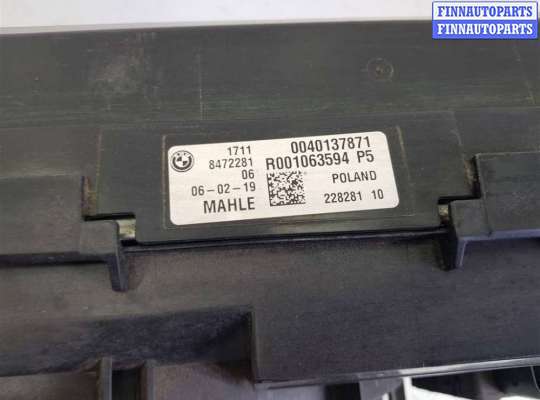 FINNAUTOPARTS
FINNAUTOPARTS
1711 0040137871
8472281 R001063594 P5
06
06-02-19 POLAND
MAHLE 228281 10